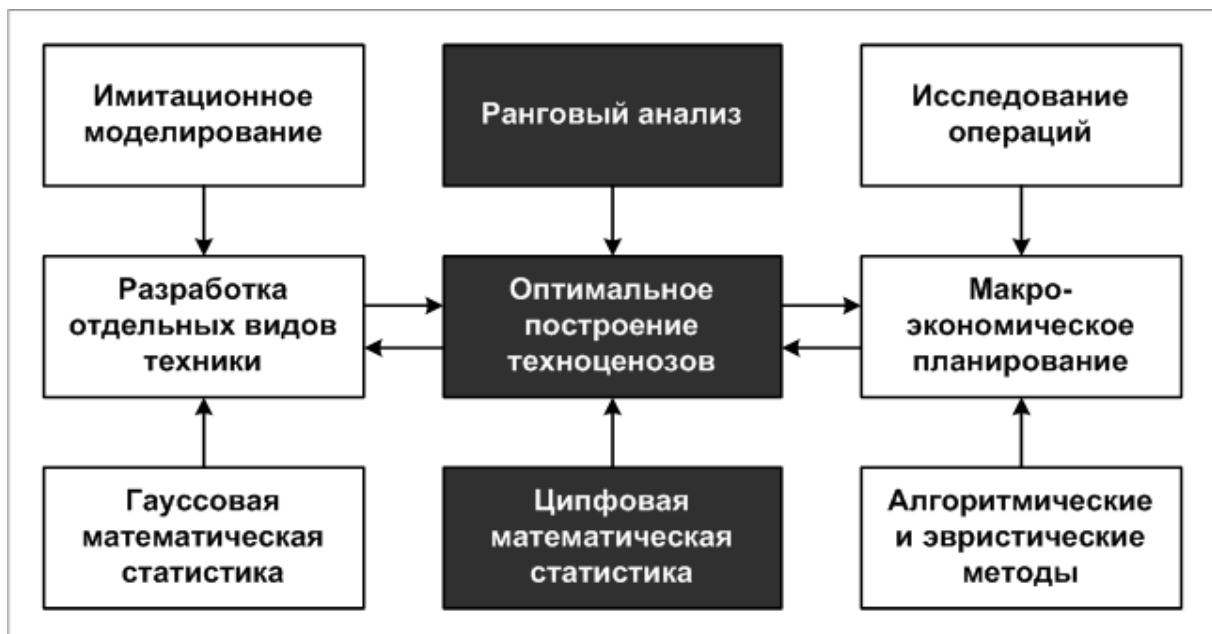 Имитационное
моделирование
Ранговый анализ
Исследование
операций
Разработка
отдельных видов
техники
Оптимальное
построение
техноценозов
Макро-
экономическое
планирование
Гауссовая
математическая
статистика
Ципфовая
математическая
статистика
Алгоритмические
и эвристические
методы